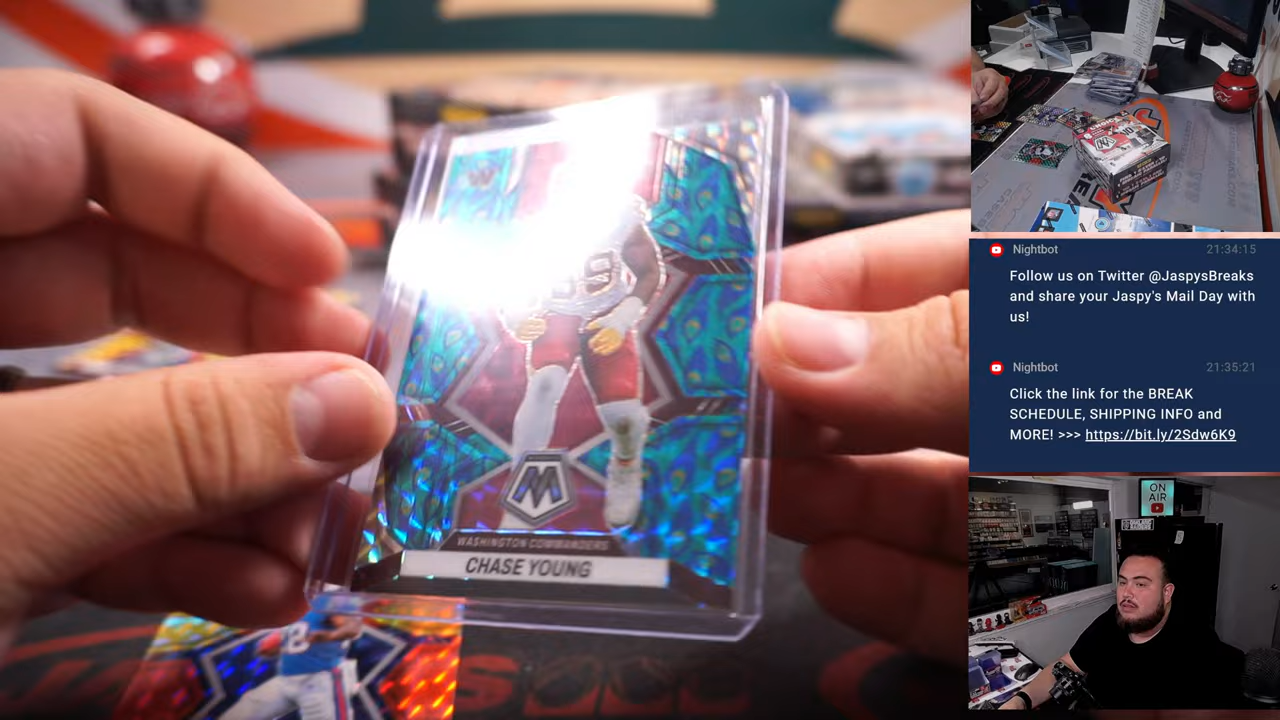 99
WASHINGTON COMMANDERS
CHASE YOUNG
Nightbot
21:34:15
Follow us on Twitter @JaspysBreaks
and share your Jaspy's Mail Day with
us!
Nightbot
21:35:21
Click the link for the BREAK
SCHEDULE, SHIPPING INFO and
MORE! >>> https://bit.ly/2Sdw6K9
ON
AIR